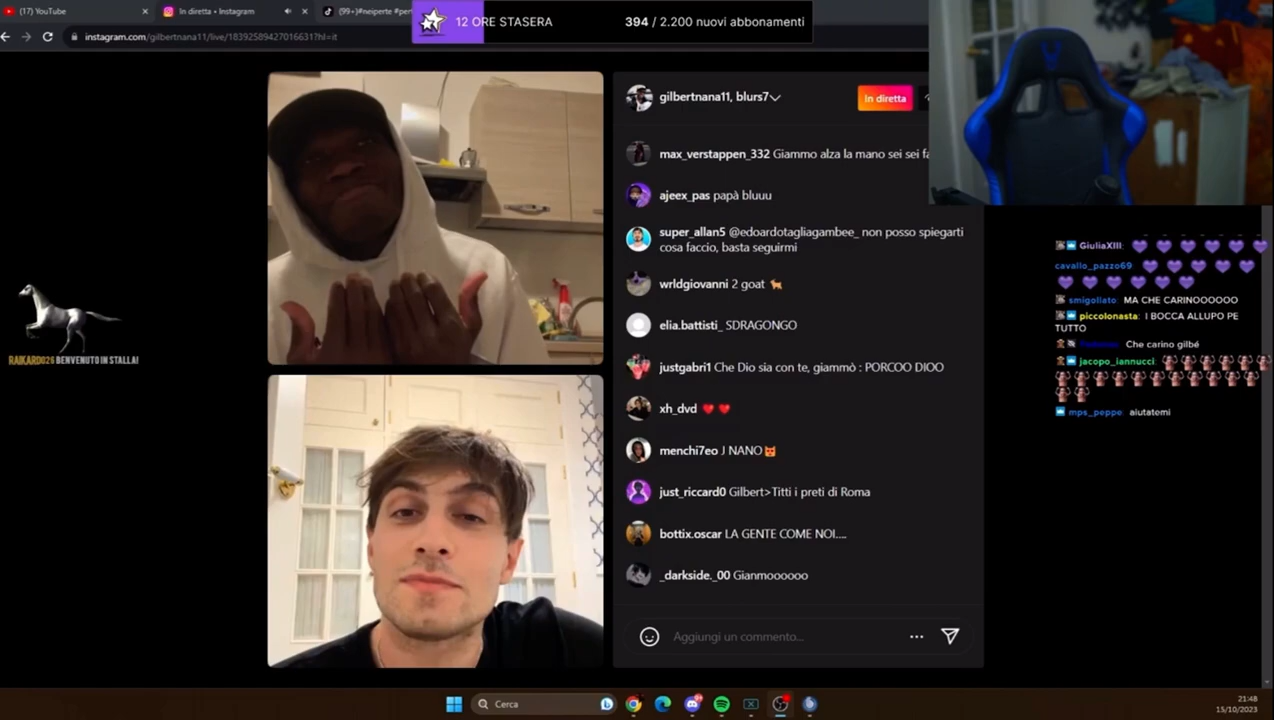 (17) YouTube
In diretta • Instagram
(99+)#neiperte #per
12 ORE STASERA
394 / 2.200 nuovi abbonamenti
instagram.com/gilbertnana11/live/18392589427016631?hl=it
gilbertnana11, blurs7
In diretta
max_verstappen_332 Giammo alza la mano sei sei fa
ajeex_pas papà bluuu
super_allan5 @edoardotagliagambee_ non posso spiegarti
cosa faccio, basta seguirmi
wrldgiovanni 2 goat 🐅
elia.battisti_ SDRAGONGO
justgabri1 Che Dio sia con te, giammò : PORCOO DIOO
xh_dvd ❤️ ❤️
menchi7eo J NANO
just_riccard0 Gilbert>Titti i preti di Roma
bottix.oscar LA GENTE COME NOI....
_darkside._00 Gianmoooooo
Aggiungi un commento...
RAIKARD026 BENVENUTO IN STALLA!
GiuliaXIII: 💜 💜 💜 💜 💜 💜
cavallo_pazzo69 💜 💜 💜 💜 💜
💜 💜 💜 💜 💜 💜
smigoliato: MA CHE CARINOOOOOO
piccolonasta: I BOCCA ALLUPO PE
TUTTO
Che carino gilbé
jacopo_iannucci:
mps_peppe: aiutatemi
Cerca
21:48
15/10/2023